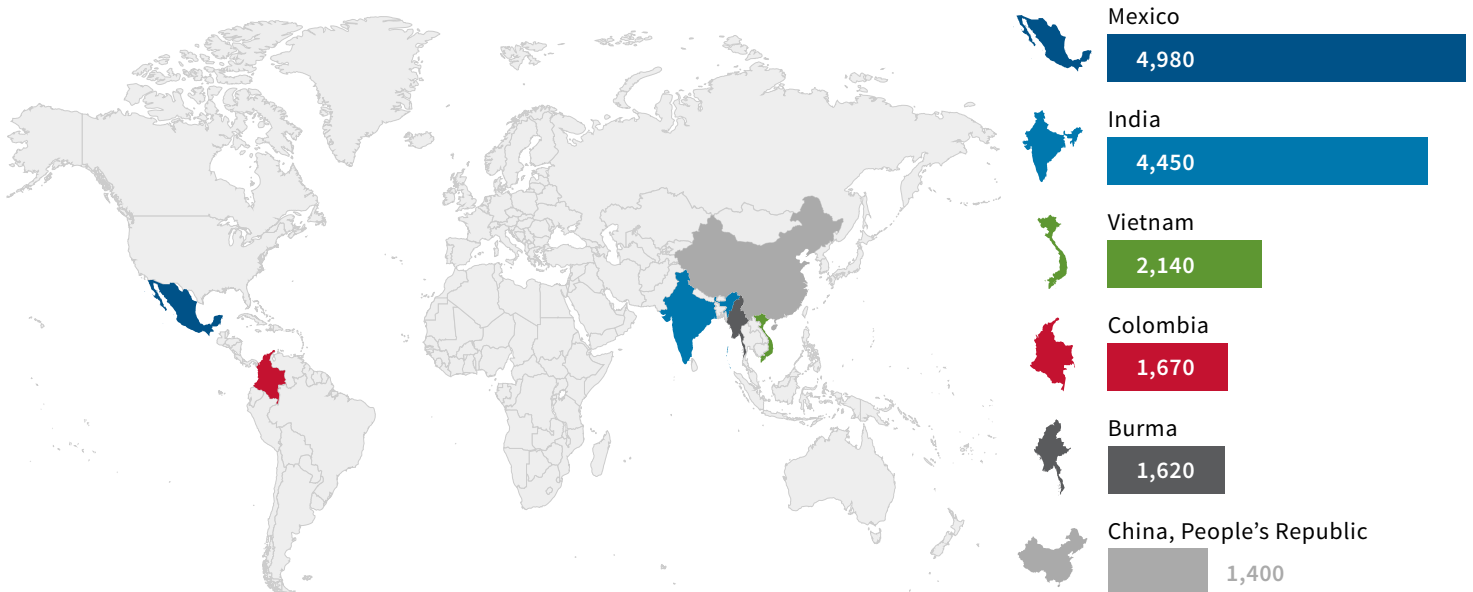 Mexico
4,980
India
4,450
Vietnam
2,140
Colombia
1,670
Burma
1,620
China, People’s Republic
1,400